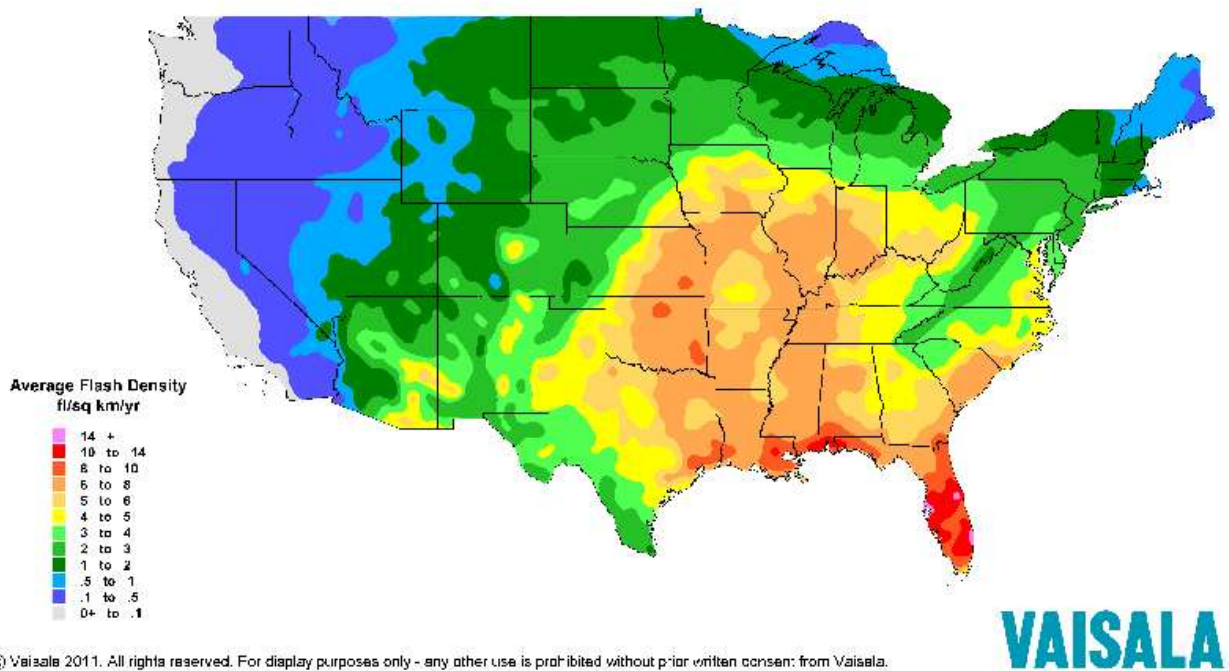 Average Flash Density
fl/sq km/yr
14 +
10 to 14
8 to 10
6 to 8
5 to 6
4 to 5
3 to 4
2 to 3
1 to 2
.5 to 1
.1 to .5
0+ to .1
VAISALA
© Vaisala 2011. All rights reserved. For display purposes only - any other use is prohibited without prior written consent from Vaisala.